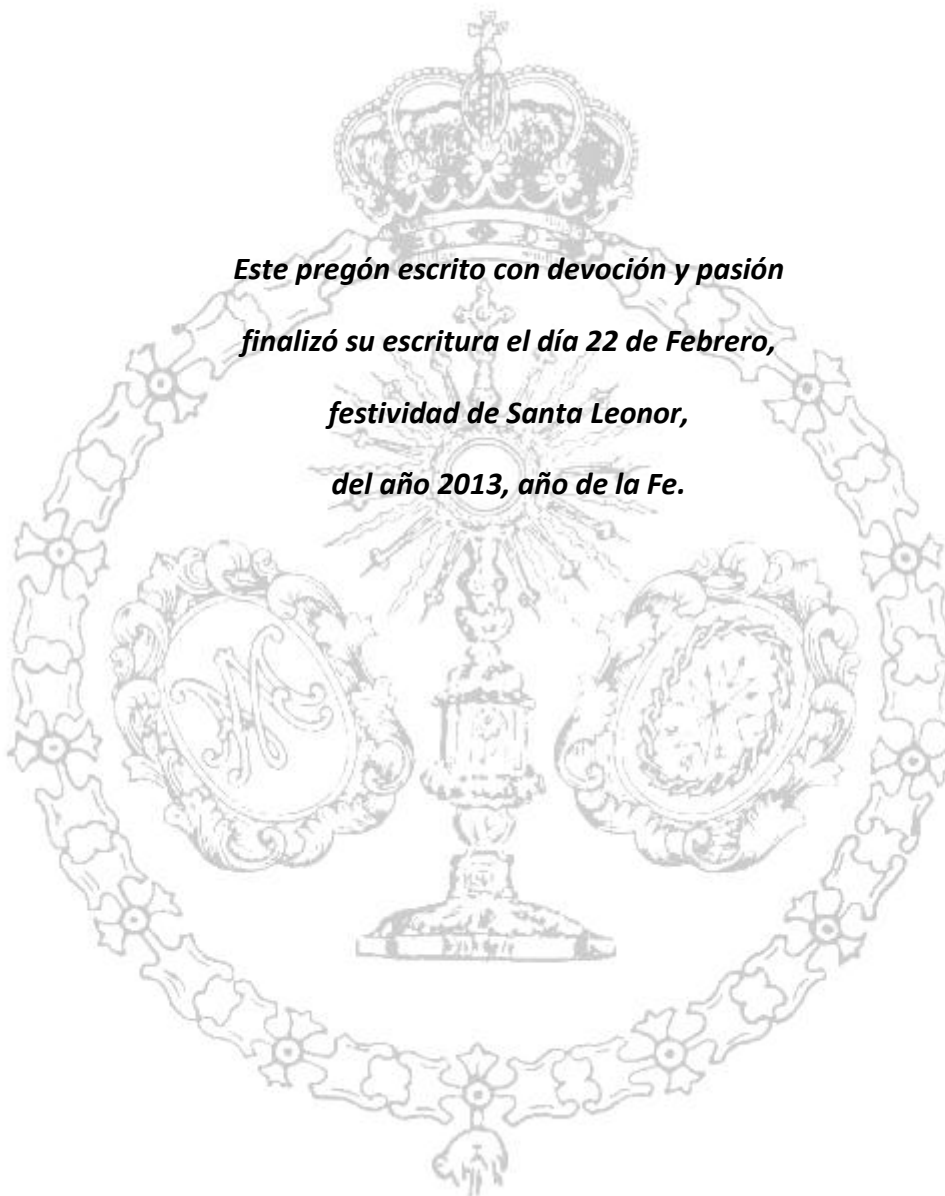 Este pregón escrito con devoción y pasión
finalizó su escritura el día 22 de Febrero,
festividad de Santa Leonor,
del año 2013, año de la Fe.